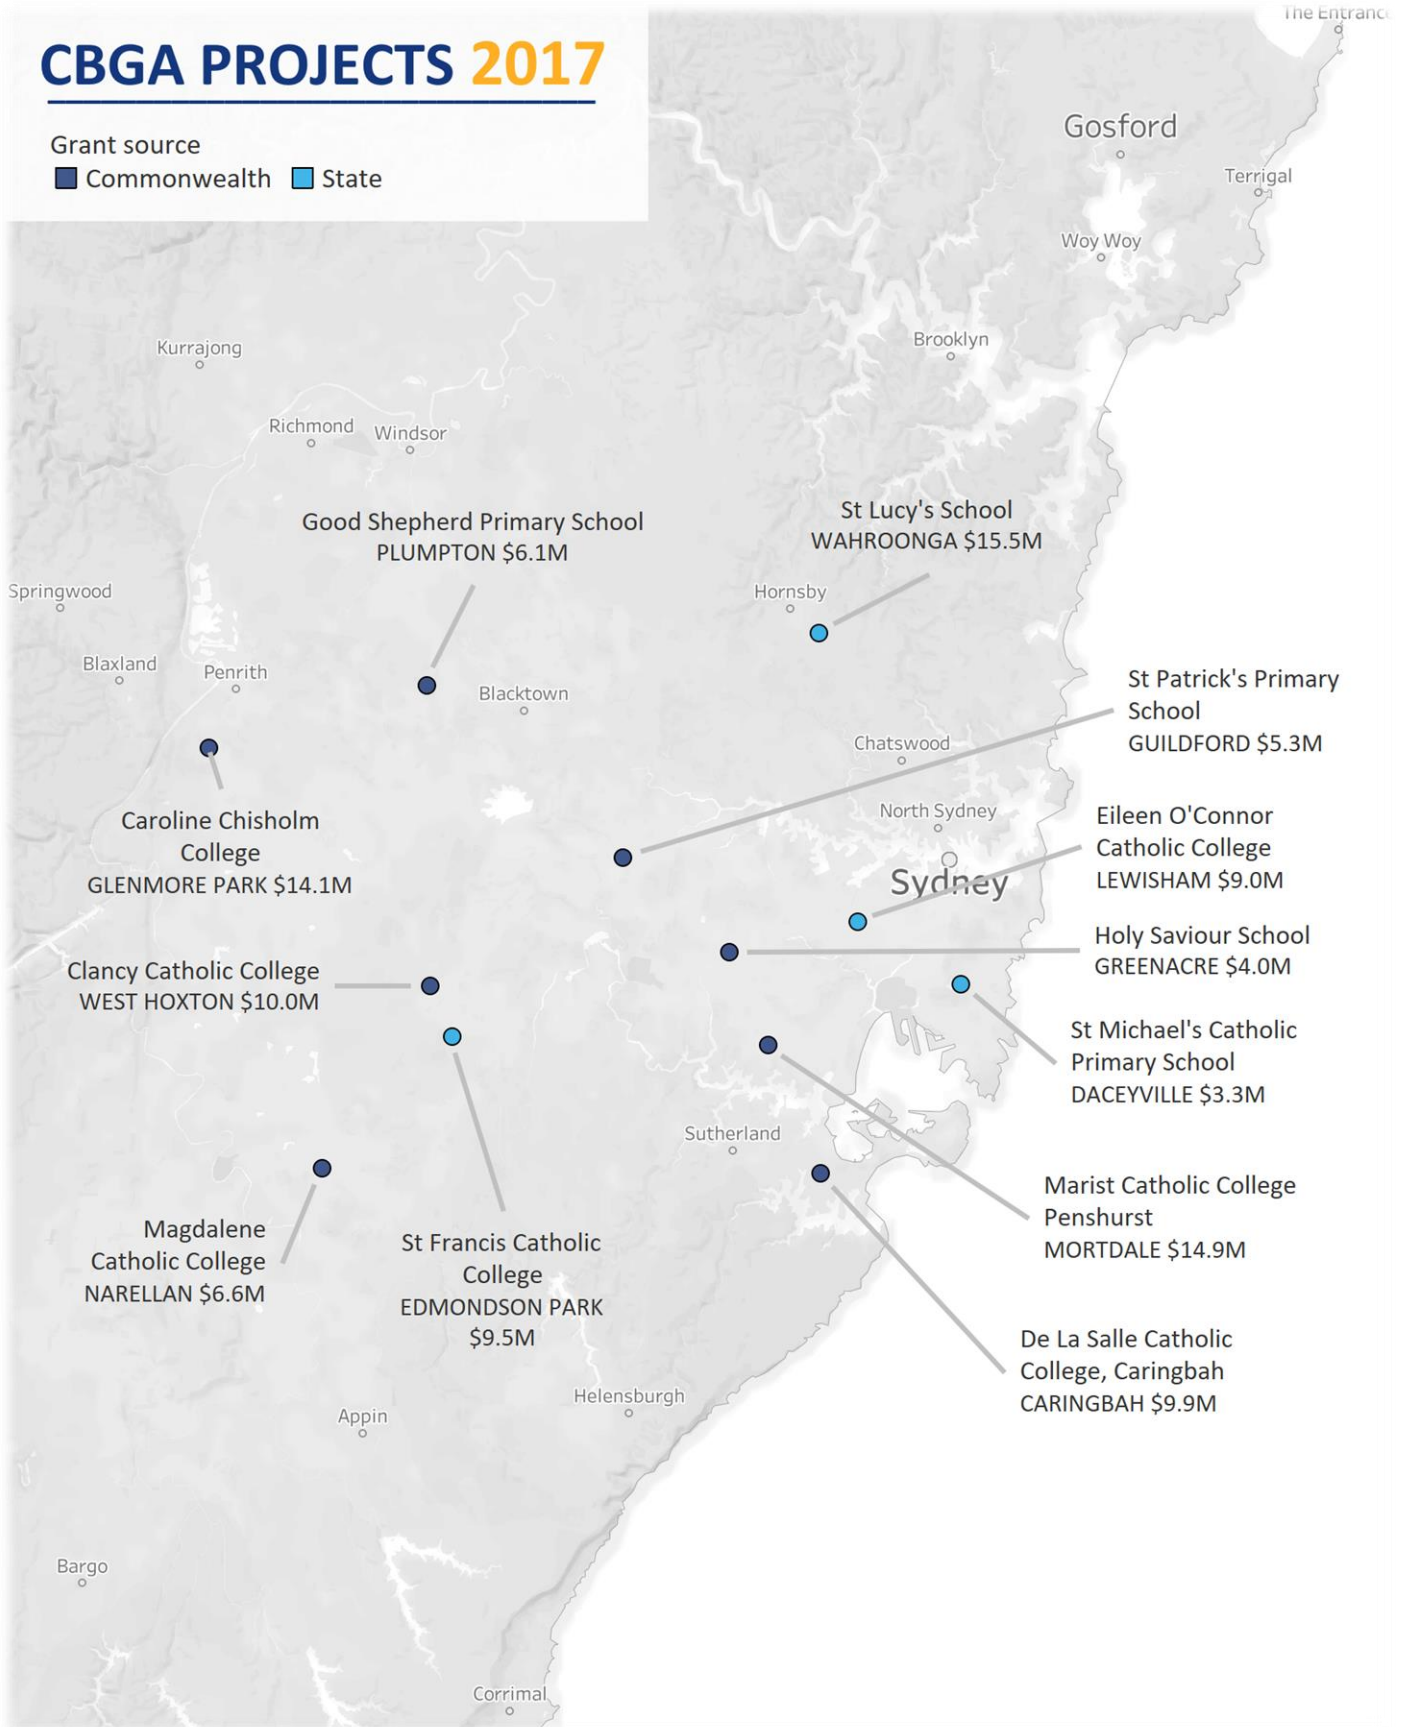 The Entranc
CBGA PROJECTS 2017
Grant source
Commonwealth
State
Gosford
Terrigal
Woy Woy
Brooklyn
Kurrajong
Richmond
Windsor
Good Shepherd Primary School
PLUMPTON $6.1M
St Lucy's School
WAHROONGA $15.5M
Springwood
Hornsby
Blaxland
Penrith
Blacktown
St Patrick's Primary
School
GUILDFORD $5.3M
Chatswood
North Sydney
Sydney
Caroline Chisholm
College
GLENMORE PARK $14.1M
Eileen O'Connor
Catholic College
LEWISHAM $9.0M
Holy Saviour School
GREENACRE $4.0M
Clancy Catholic College
WEST HOXTON $10.0M
St Michael's Catholic
Primary School
DACEYVILLE $3.3M
Sutherland
Marist Catholic College
Penshurst
MORTDALE $14.9M
Magdalene
Catholic College
NARELLAN $6.6M
St Francis Catholic
College
EDMONDSON PARK
$9.5M
De La Salle Catholic
College, Caringbah
CARINGBAH $9.9M
Helensburgh
Appin
Bargo
Corrimal